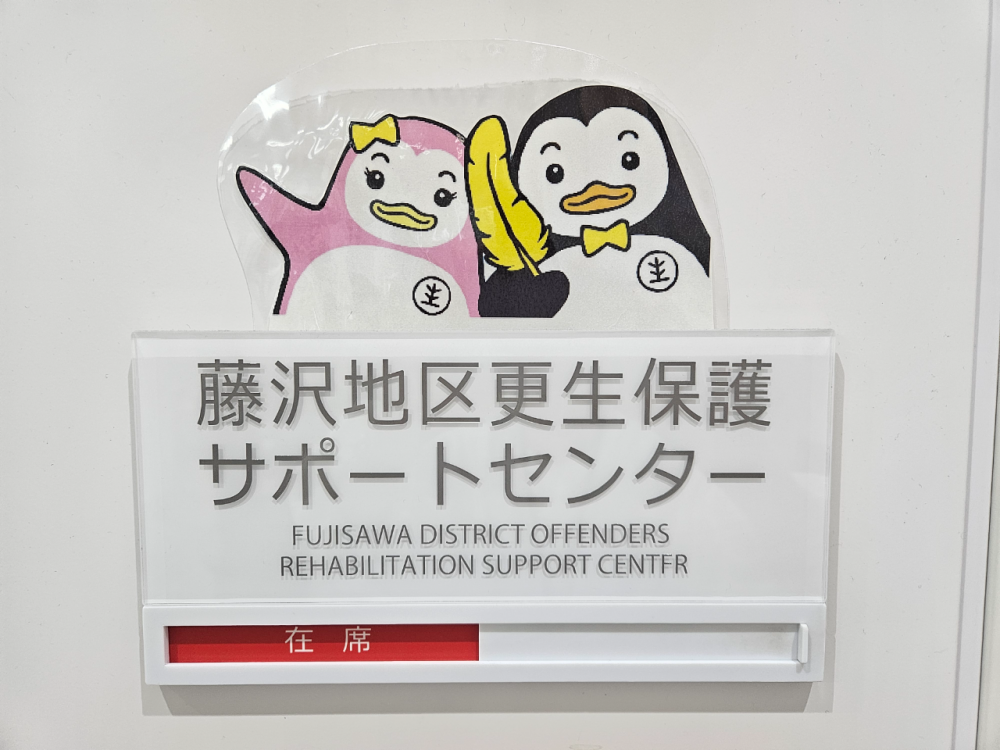 藤沢地区更生保護
サポートセンター
FUJISAWA DISTRICT OFFENDERS
REHABILITATION SUPPORT CENTER
在席